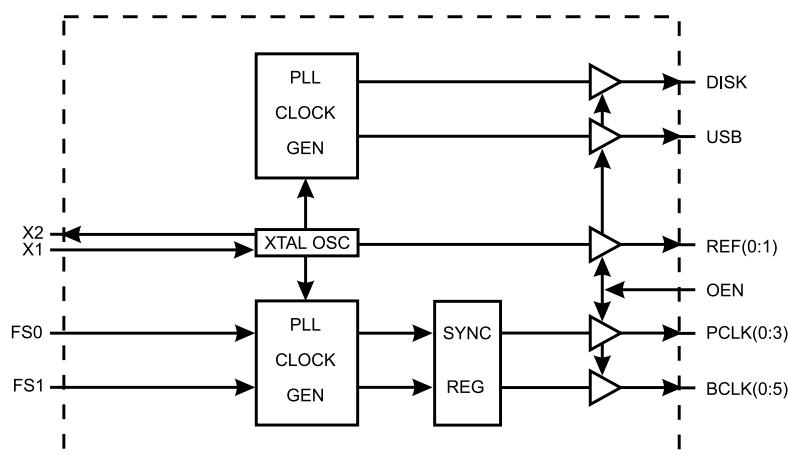 PLL
CLOCK
GEN
DISK
USB
X2
X1
XTAL OSC
REF(0:1)
OEN
FS0
FS1
PLL
CLOCK
GEN
SYNC
REG
PCLK(0:3)
BCLK(0:5)